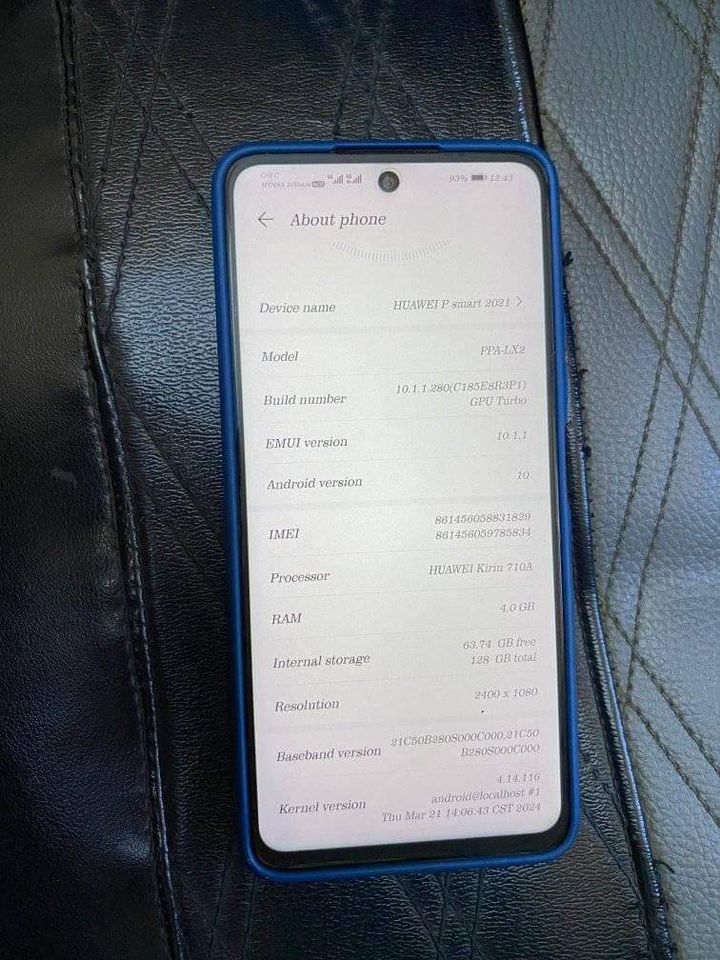 93% 12:43
About phone
Device name HUAWEI P smart 2021
Model PPA-LX2
Build number 10.1.1.280(C185E8R3P1)
GPU Turbo
EMUI version 10.1.1
Android version 10
IMEI 861456058831829
861456059785834
Processor HUAWEI Kirin 710A
RAM 4.0 GB
Internal storage 63.74 GB free
128 GB total
Resolution 2400 x 1080
Baseband version 21C50B280S000C000,21C50
B280S000C000
Kernel version 4.14.116
android@localhost #1
Thu Mar 21 14:06:43 CST 2024